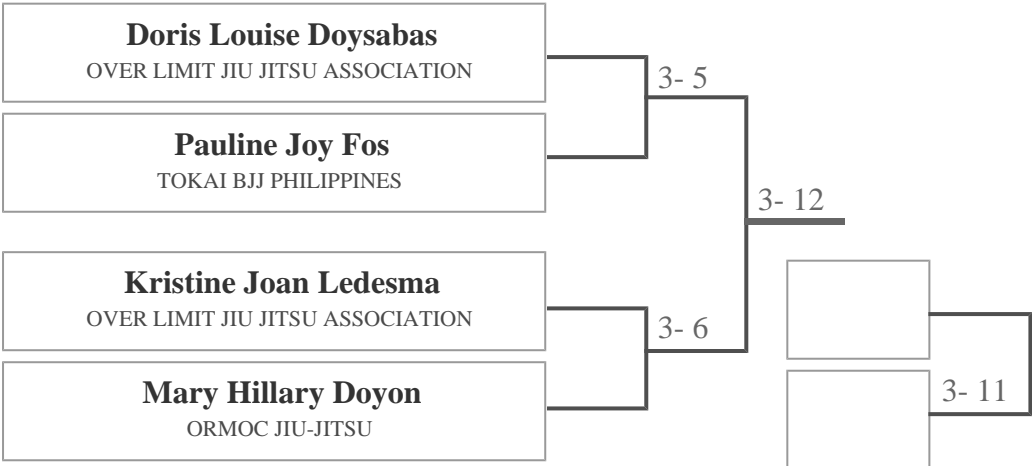 Doris Louise Doysabas
OVER LIMIT JIU JITSU ASSOCIATION
3- 5
Pauline Joy Fos
TOKAI BJJ PHILIPPINES
3- 12
Kristine Joan Ledesma
OVER LIMIT JIU JITSU ASSOCIATION
3- 6
Mary Hillary Doyon
ORMOC JIU-JITSU
3- 11